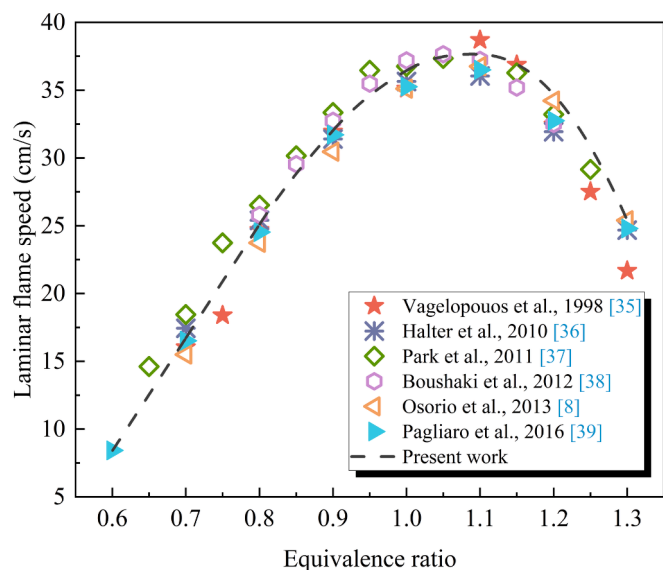 Laminar flame speed (cm/s)
40
35
30
25
20
15
10
5
Vagelopouos et al., 1998 [35]
Halter et al., 2010 [36]
Park et al., 2011 [37]
Boushaki et al., 2012 [38]
Osorio et al., 2013 [8]
Pagliaro et al., 2016 [39]
Present work
0.6 0.7 0.8 0.9 1.0 1.1 1.2 1.3
Equivalence ratio